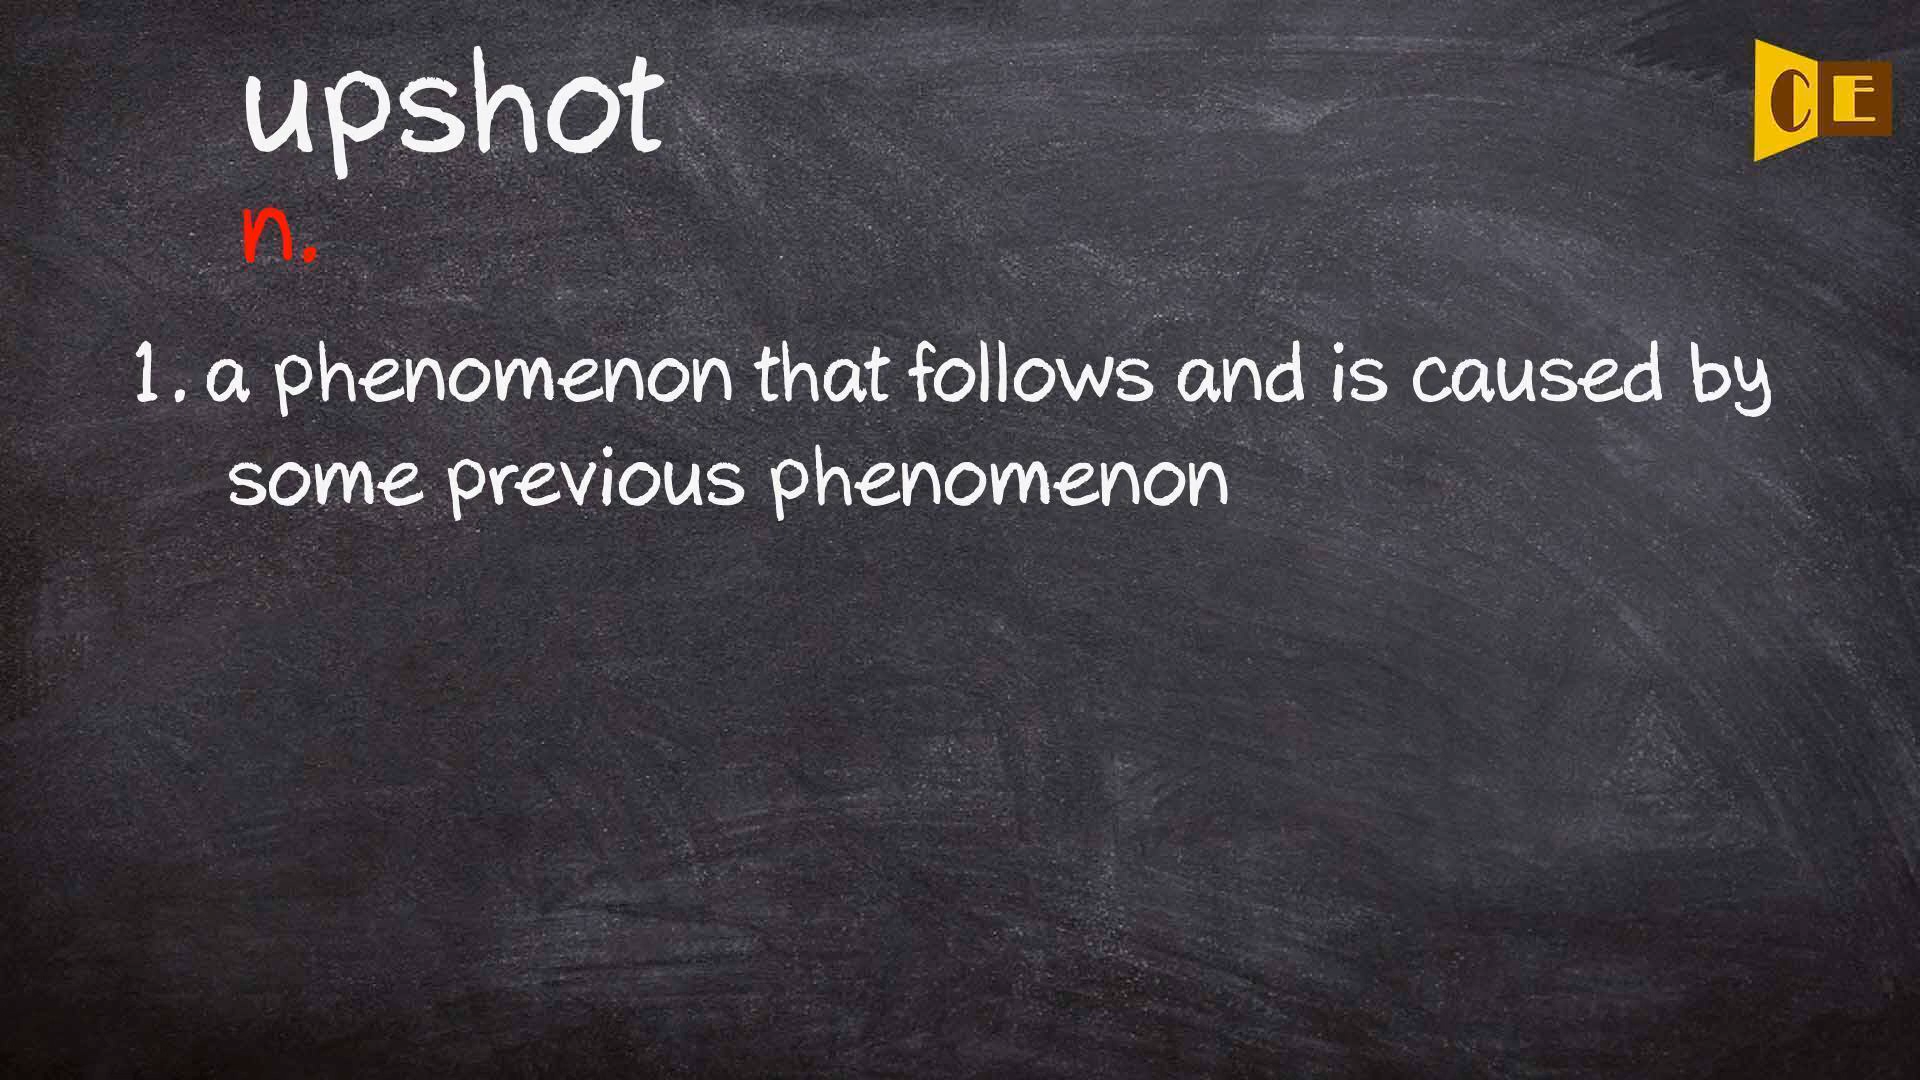 upshot
CE
n.
1. a phenomenon that follows and is caused by
some previous phenomenon